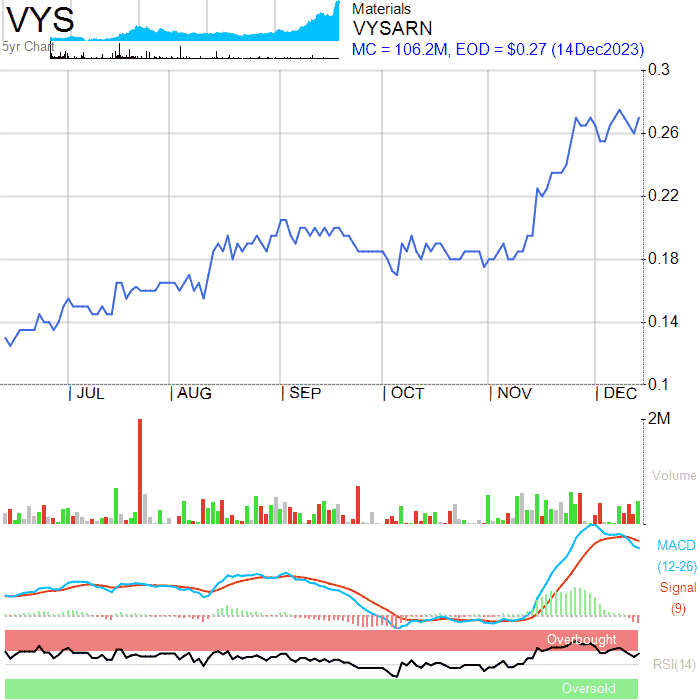 VYS
5yr Chart
Materials
VYSARN
MC = 106.2M, EOD = $0.27 (14Dec2023)
0.3
0.26
0.22
0.18
0.14
0.1
JUL AUG SEP OCT NOV DEC
2M
Volume
MACD
(12-26)
Signal
(9)
Overbought
RSI(14)
Oversold